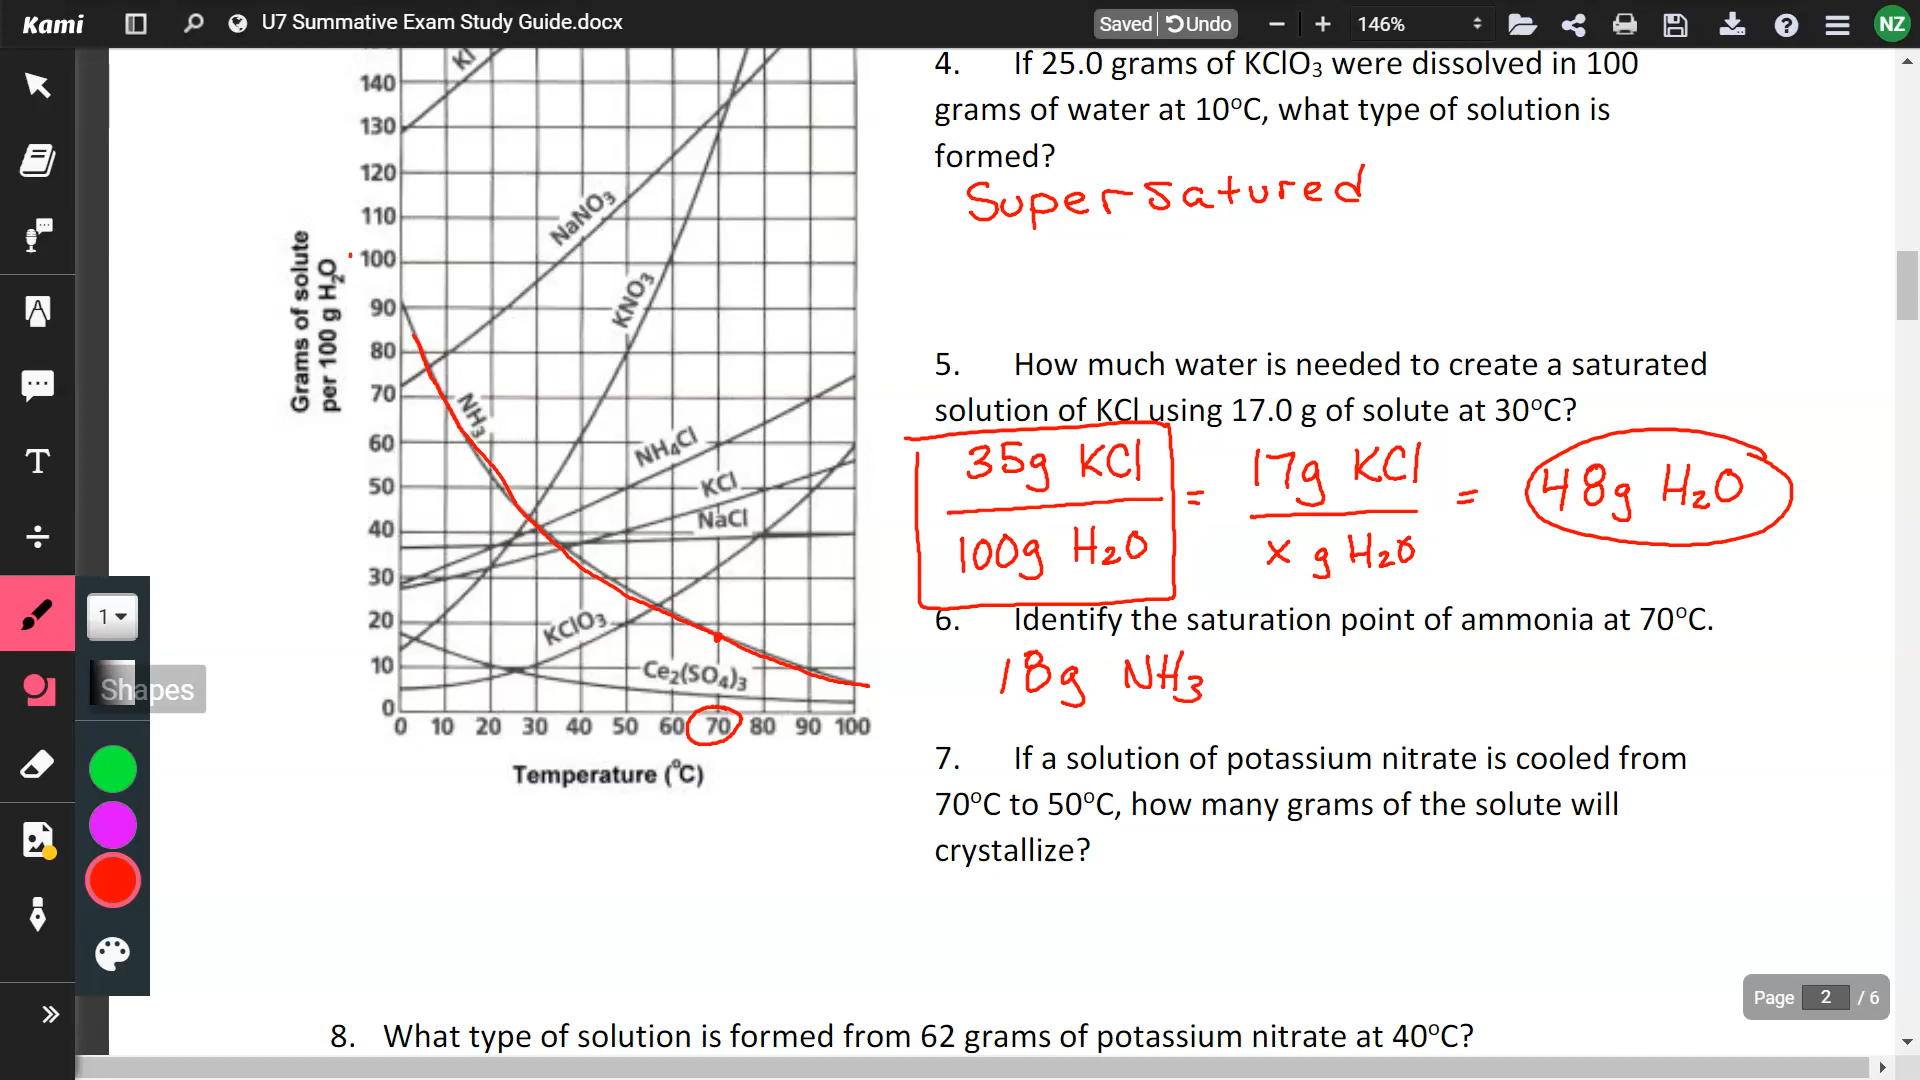 Kami
U7 Summative Exam Study Guide.docx
Saved
Undo
146%
NZ
KI
140
130
120
110
100
90
80
70
60
50
40
30
20
10
0
Grams of solute
per 100 g H₂O
NaNO₃
KNO₃
NH₃
NH₄Cl
KCl
NaCl
KClO₃
Ce₂(SO₄)₃
0 10 20 30 40 50 60 70 80 90 100
Temperature (°C)
4. If 25.0 grams of KClO₃ were dissolved in 100
grams of water at 10°C, what type of solution is
formed?
Supersatured
5. How much water is needed to create a saturated
solution of KCl using 17.0 g of solute at 30°C?
35g KCl = 17g KCl = 48g H₂O
100g H₂O x g H₂O
6. Identify the saturation point of ammonia at 70°C.
18g NH₃
7. If a solution of potassium nitrate is cooled from
70°C to 50°C, how many grams of the solute will
crystallize?
8. What type of solution is formed from 62 grams of potassium nitrate at 40°C?
1
Shapes
Page 2 / 6